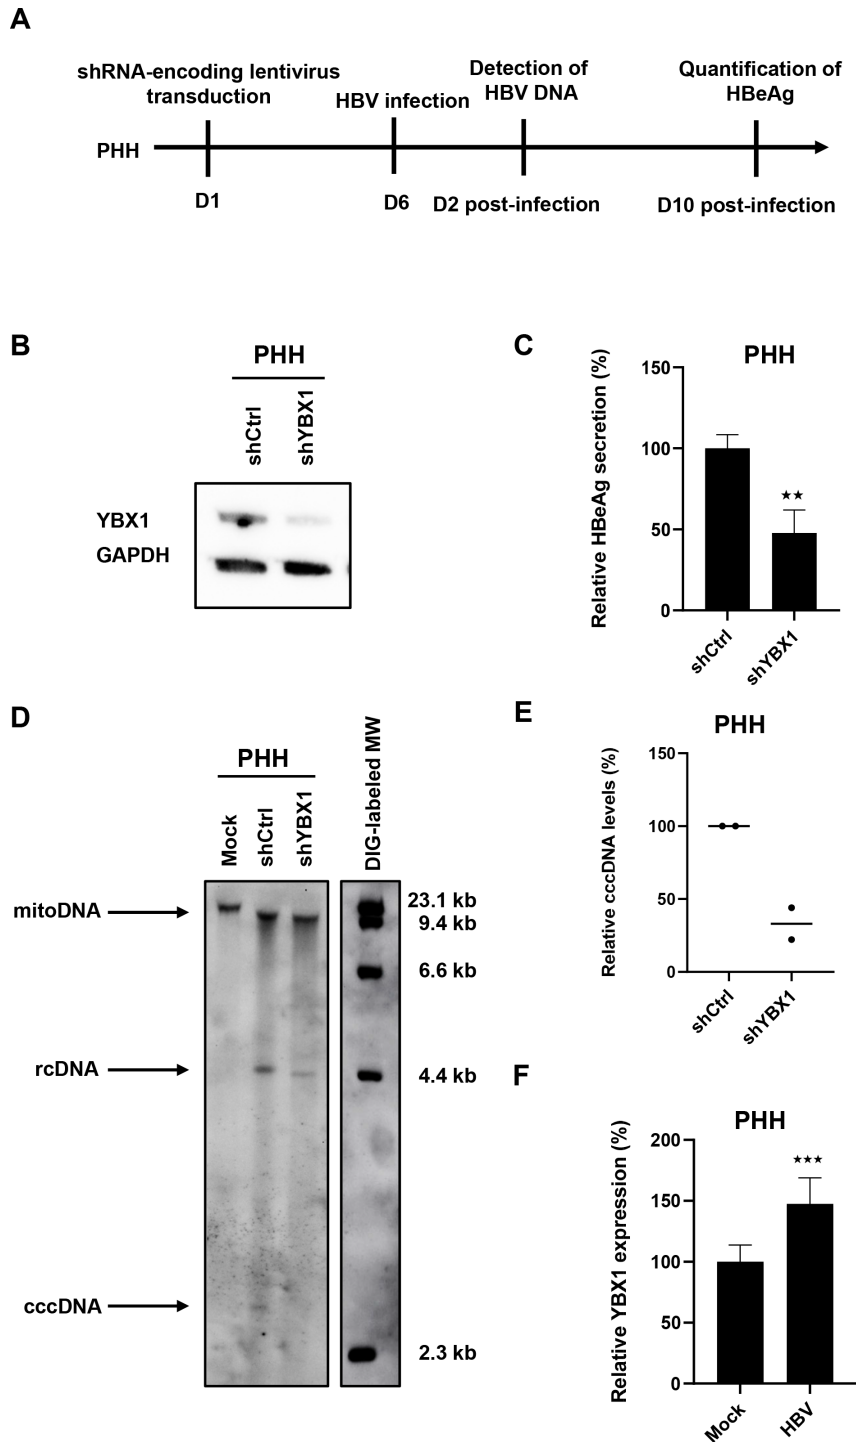 A
shRNA-encoding lentivirus
transduction
HBV infection
Detection of
HBV DNA
Quantification of
HBeAg
PHH
D1
D6
D2 post-infection
D10 post-infection
B
PHH
shCtrl
shYBX1
YBX1
GAPDH
C
PHH
Relative HBeAg secretion (%)
150
100
50
0
★★
shCtrl
shYBX1
D
PHH
Mock
shCtrl
shYBX1
DIG-labeled MW
mitoDNA
rcDNA
cccDNA
23.1 kb
9.4 kb
6.6 kb
4.4 kb
2.3 kb
E
PHH
Relative cccDNA levels (%)
150
100
50
0
shCtrl
shYBX1
F
PHH
Relative YBX1 expression (%)
200
150
100
50
0
★★★
Mock
HBV